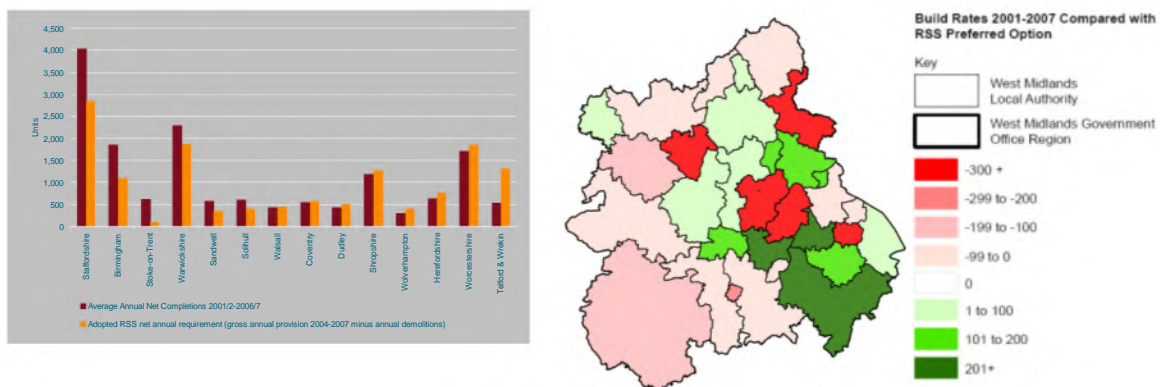 4,500
4,000
3,500
3,000
2,500
2,000
1,500
1,000
500
0
Units
Staffordshire
Birmingham
Stoke-on-Trent
Warwickshire
Sandwell
Solihull
Walsall
Coventry
Dudley
Shropshire
Wolverhampton
Herefordshire
Worcestershire
Telford & Wrekin
Average Annual Net Completions 2001/2-2006/7
Adopted RSS net annual requirement (gross annual provision 2004-2007 minus annual demolitions)
Build Rates 2001-2007 Compared with
RSS Preferred Option
Key
West Midlands
Local Authority
West Midlands Government
Office Region
-300 +
-299 to -200
-199 to -100
-99 to 0
0
1 to 100
101 to 200
201+